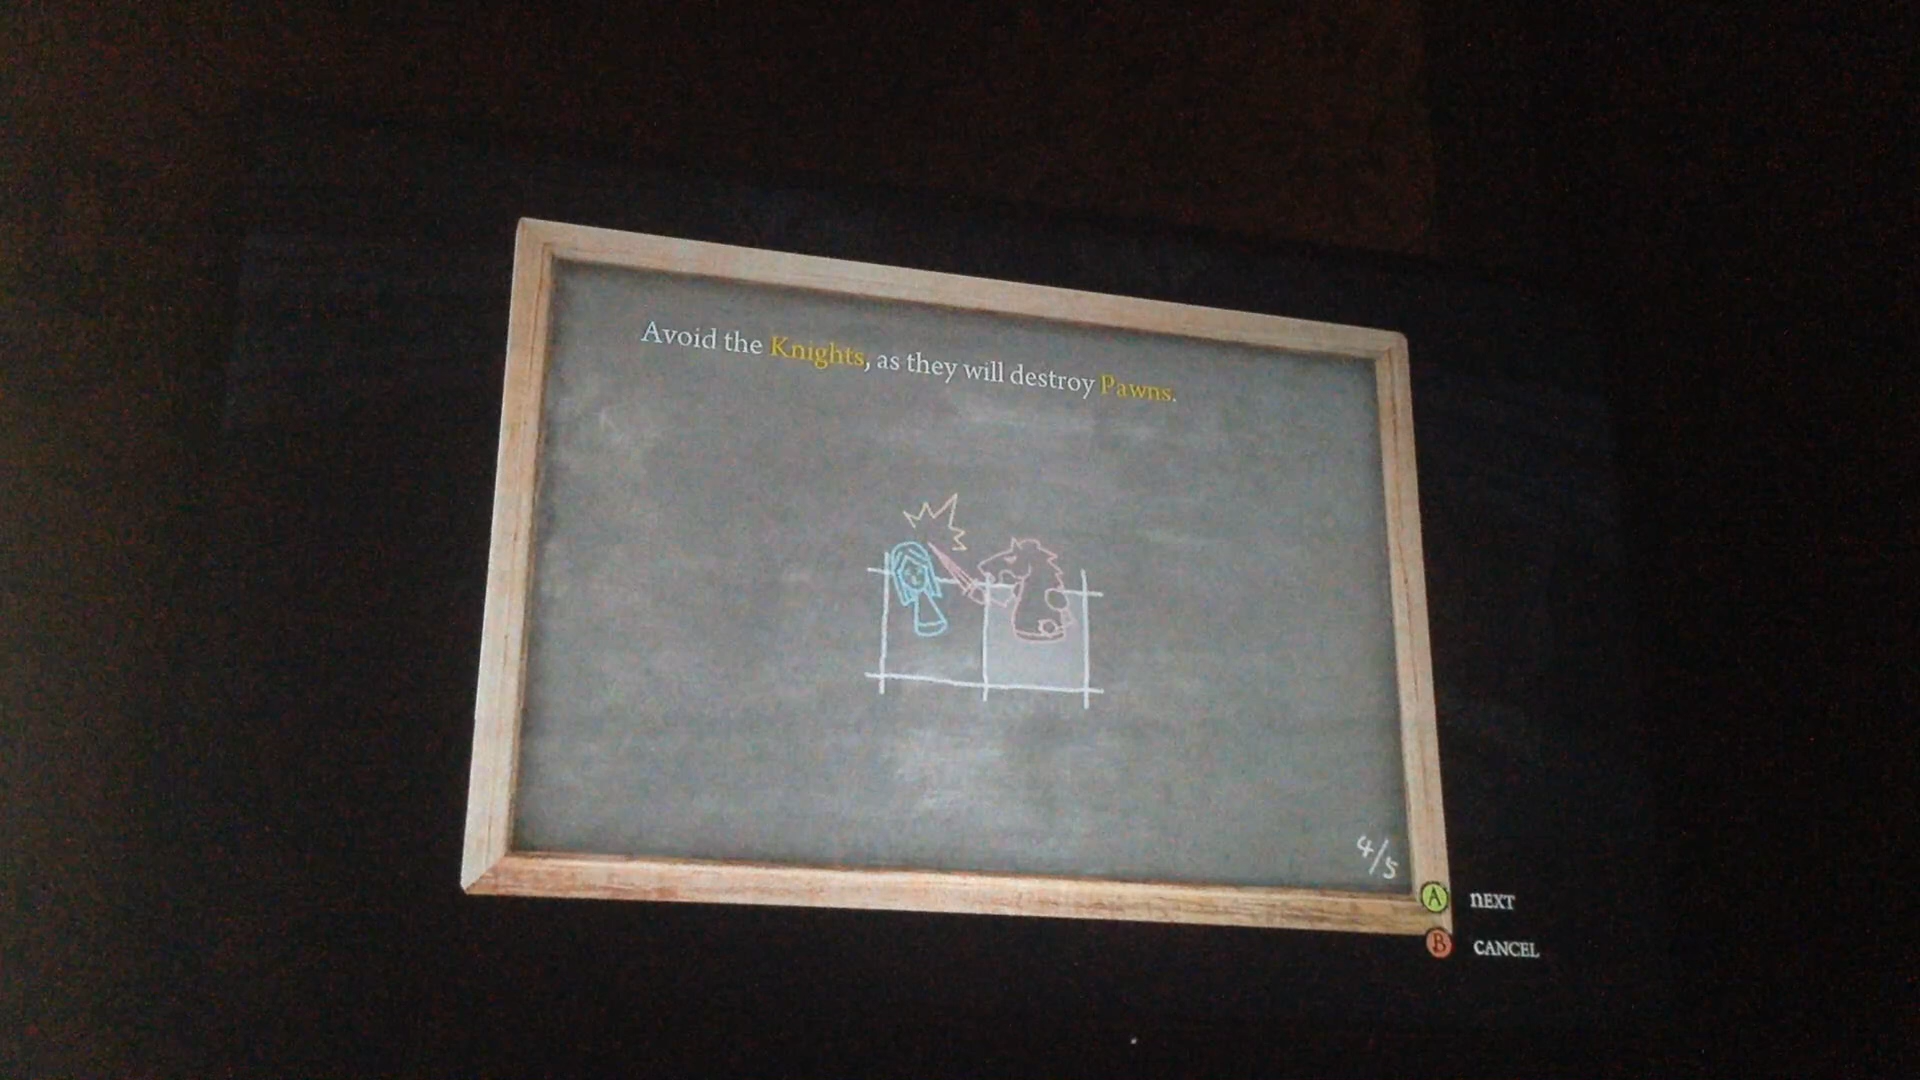 Avoid the Knights, as they will destroy Pawns.
4/5
A NEXT
B CANCEL